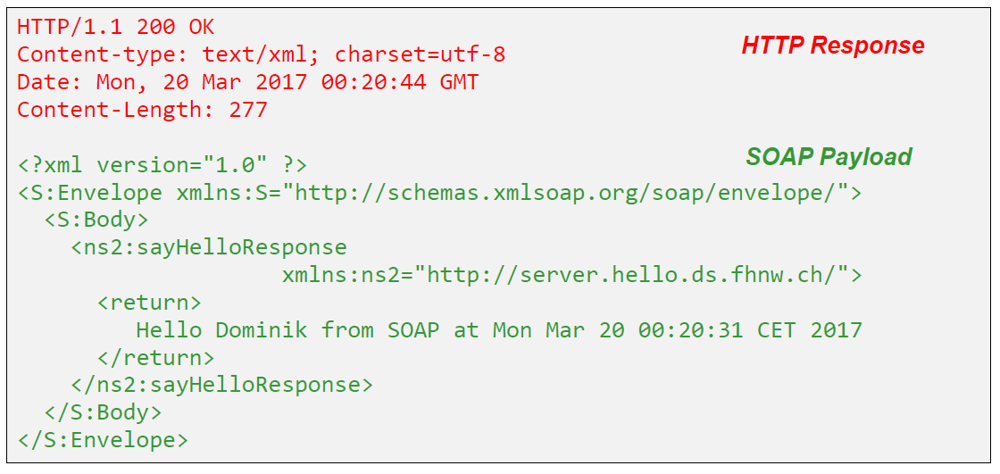 HTTP/1.1 200 OK
Content-type: text/xml; charset=utf-8
HTTP Response
Date: Mon, 20 Mar 2017 00:20:44 GMT
Content-Length: 277
<?xml version="1.0" ?>
SOAP Payload
<S:Envelope xmlns:S="http://schemas.xmlsoap.org/soap/envelope/">
<S:Body>
<ns2:sayHelloResponse
xmlns:ns2="http://server.hello.ds.fhnw.ch/">
<return>
Hello Dominik from SOAP at Mon Mar 20 00:20:31 CET 2017
</return>
</ns2:sayHelloResponse>
</S:Body>
</S:Envelope>